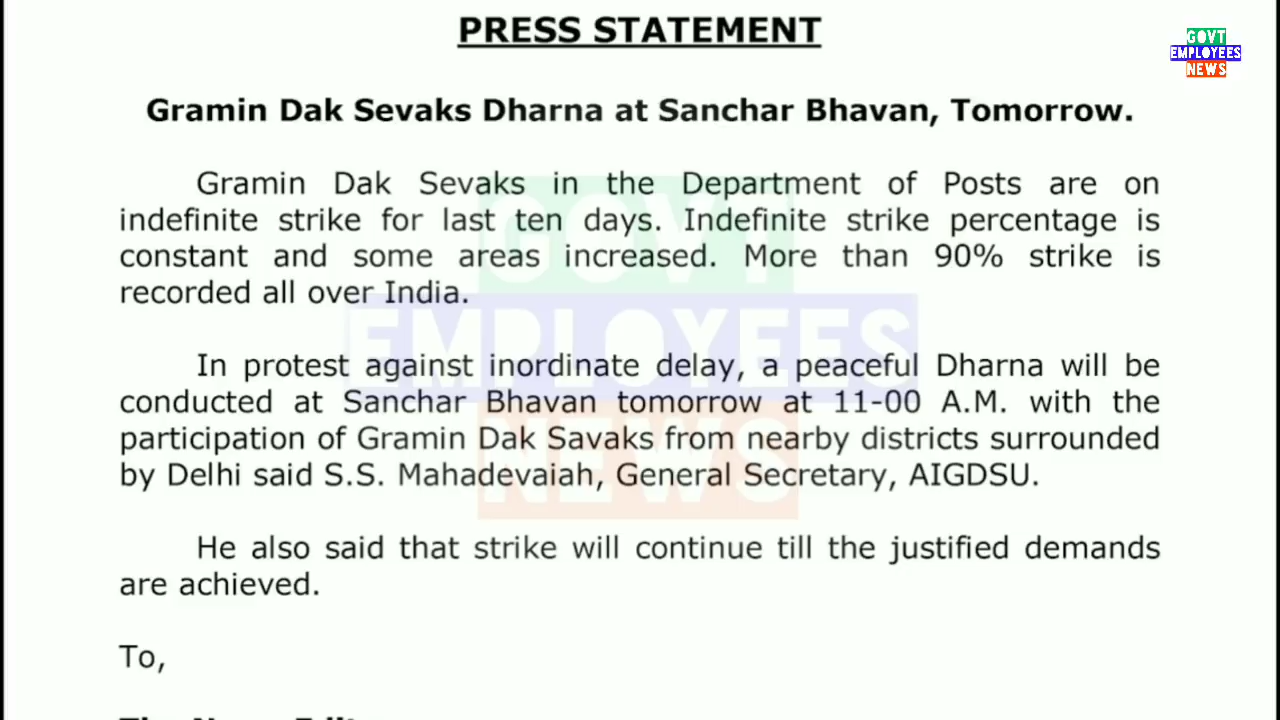 PRESS STATEMENT
GOVT
EMPLOYEES
NEWS
Gramin Dak Sevaks Dharna at Sanchar Bhavan, Tomorrow.
Gramin Dak Sevaks in the Department of Posts are on
indefinite strike for last ten days. Indefinite strike percentage is
constant and some areas increased. More than 90% strike is
recorded all over India.
In protest against inordinate delay, a peaceful Dharna will be
conducted at Sanchar Bhavan tomorrow at 11-00 A.M. with the
participation of Gramin Dak Savaks from nearby districts surrounded
by Delhi said S.S. Mahadevaiah, General Secretary, AIGDSU.
He also said that strike will continue till the justified demands
are achieved.
To,
GOVT
EMPLOYEES
NEWS